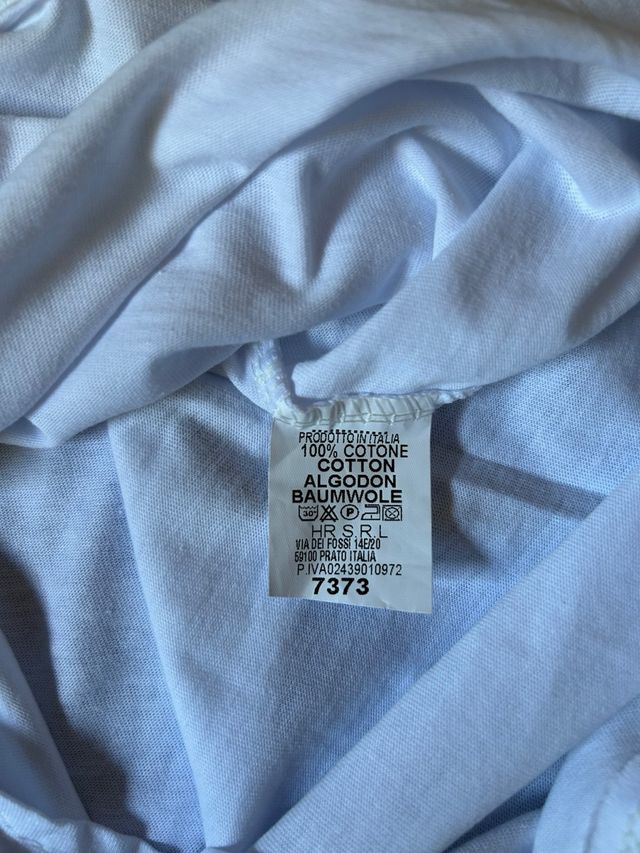 PRODOTTO IN ITALIA
100% COTONE
COTTON
ALGODON
BAUMWOLE
30° P
HR S.R.L
VIA DEI FOSSI 14E/20
59100 PRATO ITALIA
P.IVA02439010972
7373